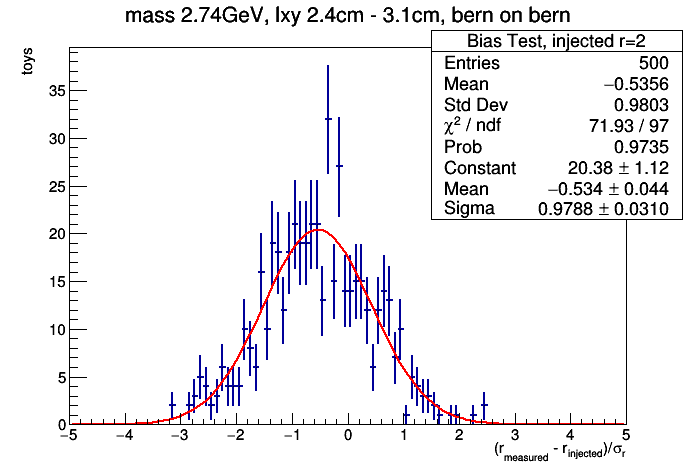 mass 2.74GeV, lxy 2.4cm - 3.1cm, bern on bern
toys
Bias Test, injected r=2
Entries 500
Mean −0.5356
Std Dev 0.9803
χ² / ndf 71.93 / 97
Prob 0.9735
Constant 20.38 ± 1.12
Mean −0.534 ± 0.044
Sigma 0.9788 ± 0.0310
35
30
25
20
15
10
5
0
−5 −4 −3 −2 −1 0 1 2 3 4 5
(r_measured - r_injected)/σ_r